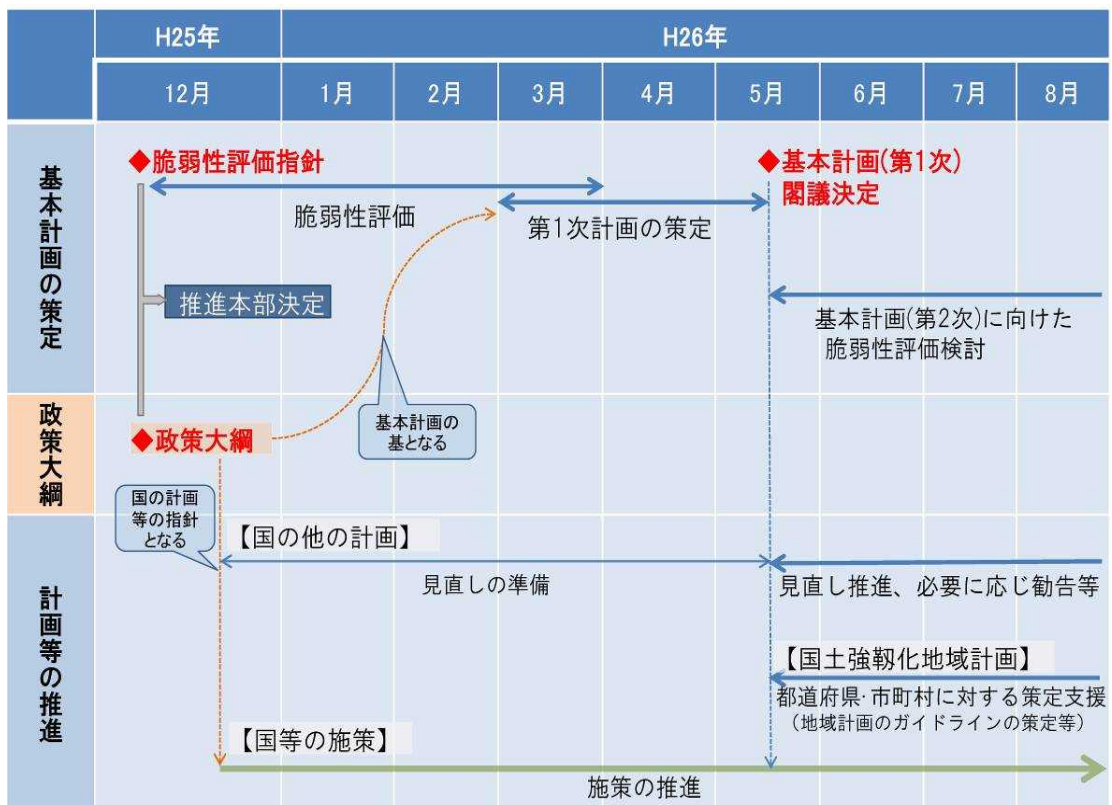 H25年
H26年
12月
1月
2月
3月
4月
5月
6月
7月
8月
基本計画の策定
◆脆弱性評価指針
脆弱性評価
第1次計画の策定
◆基本計画(第1次)
閣議決定
推進本部決定
基本計画(第2次)に向けた
脆弱性評価検討
政策大綱
◆政策大綱
基本計画の
基となる
計画等の推進
国の計画
等の指針
となる
【国の他の計画】
見直しの準備
見直し推進、必要に応じ勧告等
【国土強靱化地域計画】
都道府県・市町村に対する策定支援
(地域計画のガイドラインの策定等)
【国等の施策】
施策の推進